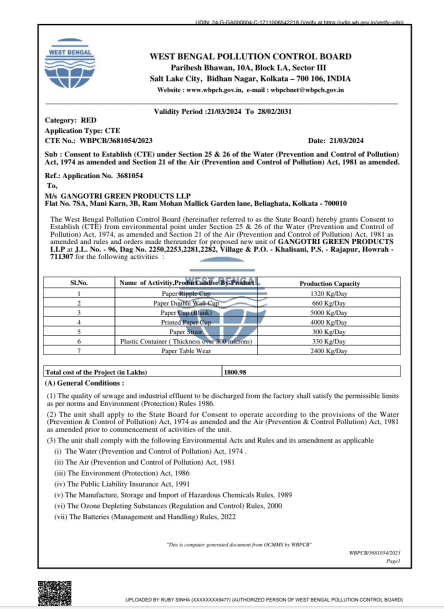 UDIN: 24-G-GA000004-C-1711006542218 (Verify at https://udin.wb.gov.in/verify-udin)
WEST BENGAL
WEST BENGAL POLLUTION CONTROL BOARD
Paribesh Bhawan, 10A, Block LA, Sector III
Salt Lake City, Bidhan Nagar, Kolkata – 700 106, INDIA
Website : www.wbpcb.gov.in, e-mail : wbpcbnet@wbpcb.gov.in
Validity Period :21/03/2024 To 28/02/2031
Category: RED
Application Type: CTE
CTE No.: WBPCB/3681054/2023 Date: 21/03/2024
Sub : Consent to Establish (CTE) under Section 25 & 26 of the Water (Prevention and Control of Pollution)
Act, 1974 as amended and Section 21 of the Air (Prevention and Control of Pollution) Act, 1981 as amended.
Ref.: Application No. 3681054
To,
M/s GANGOTRI GREEN PRODUCTS LLP
Flat No. 7SA, Mani Karn, 3B, Ram Mohan Mallick Garden lane, Beliaghata, Kolkata - 700010
The West Bengal Pollution Control Board (hereinafter referred to as the State Board) hereby grants Consent to
Establish (CTE) from environmental point under Section 25 & 26 of the Water (Prevention and Control of
Pollution) Act, 1974, as amended and Section 21 of the Air (Prevention and Control of Pollution) Act, 1981 as
amended and rules and orders made thereunder for proposed new unit of GANGOTRI GREEN PRODUCTS
LLP at J.L. No. - 96, Dag No. 2250,2253,2281,2282, Village & P.O. - Khalisani, P.S. - Rajapur, Howrah -
711307 for the following activities :
WEST BENGAL
Sl.No. Name of Activitiy,Product and/or By-Product Production Capacity
1 Paper Ripple Cup 1320 Kg/Day
2 Paper Double Wall Cup 660 Kg/Day
3 Paper Cup (Blank) 5000 Kg/Day
4 Printed Paper Cup 4000 Kg/Day
5 Paper Straw 300 Kg/Day
6 Plastic Container ( Thickness over 300 microns) 330 Kg/Day
7 Paper Table Wear 2400 Kg/Day
Total cost of the Project (in Lakhs) 1800.98
(A) General Conditions :
(1) The quality of sewage and industrial effluent to be discharged from the factory shall satisfy the permissible limits
as per norms and Environment (Protection) Rules 1986.
(2) The unit shall apply to the State Board for Consent to operate according to the provisions of the Water
(Prevention & Control of Pollution) Act, 1974 as amended and the Air (Prevention & Control of Pollution) Act, 1981
as amended prior to commencement of activities of the unit.
(3) The unit shall comply with the following Environmental Acts and Rules and its amendment as applicable
(i) The Water (Prevention and Control of Pollution) Act, 1974 .
(ii) The Air (Prevention and Control of Pollution) Act, 1981
(iii) The Environment (Protection) Act, 1986
(iv) The Public Liability Insurance Act, 1991
(v) The Manufacture, Storage and Import of Hazardous Chemicals Rules, 1989
(vi) The Ozone Depleting Substances (Regulation and Control) Rules, 2000
(vii) The Batteries (Management and Handling) Rules, 2022
"This is computer generated document from OCMMS by WBPCB"
WBPCB/3681054/2023
Page1
UPLOADED BY RUBY SINHA (XXXXXXXX9477) (AUTHORIZED PERSON OF WEST BENGAL POLLUTION CONTROL BOARD)